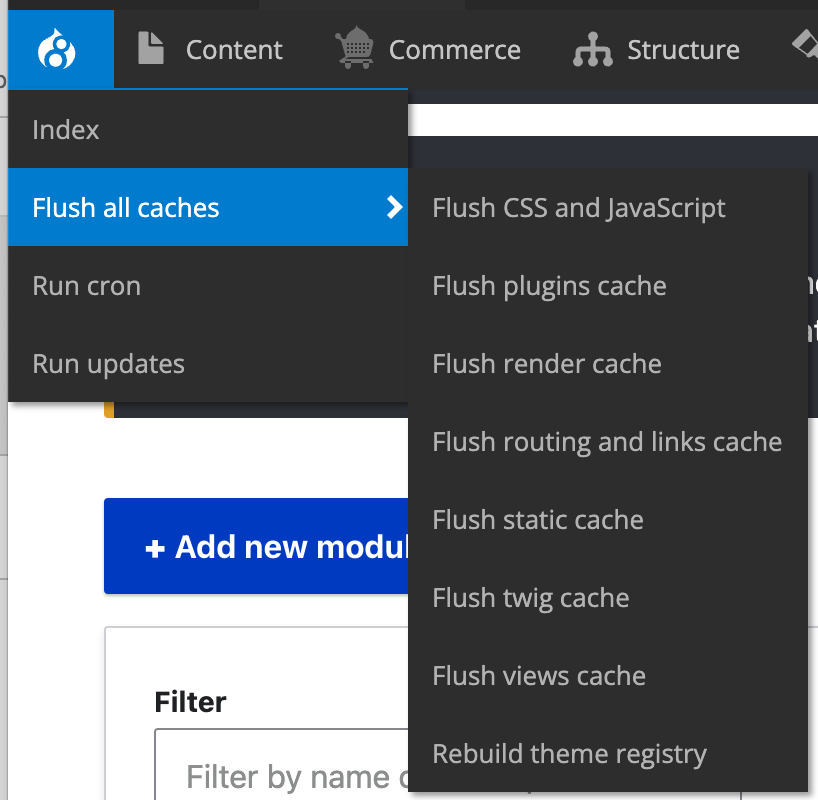 Content
Commerce
Structure
Index
Flush all caches
Run cron
Run updates
Flush CSS and JavaScript
Flush plugins cache
Flush render cache
Flush routing and links cache
Flush static cache
Flush twig cache
Flush views cache
Rebuild theme registry
+ Add new modul
Filter
Filter by name